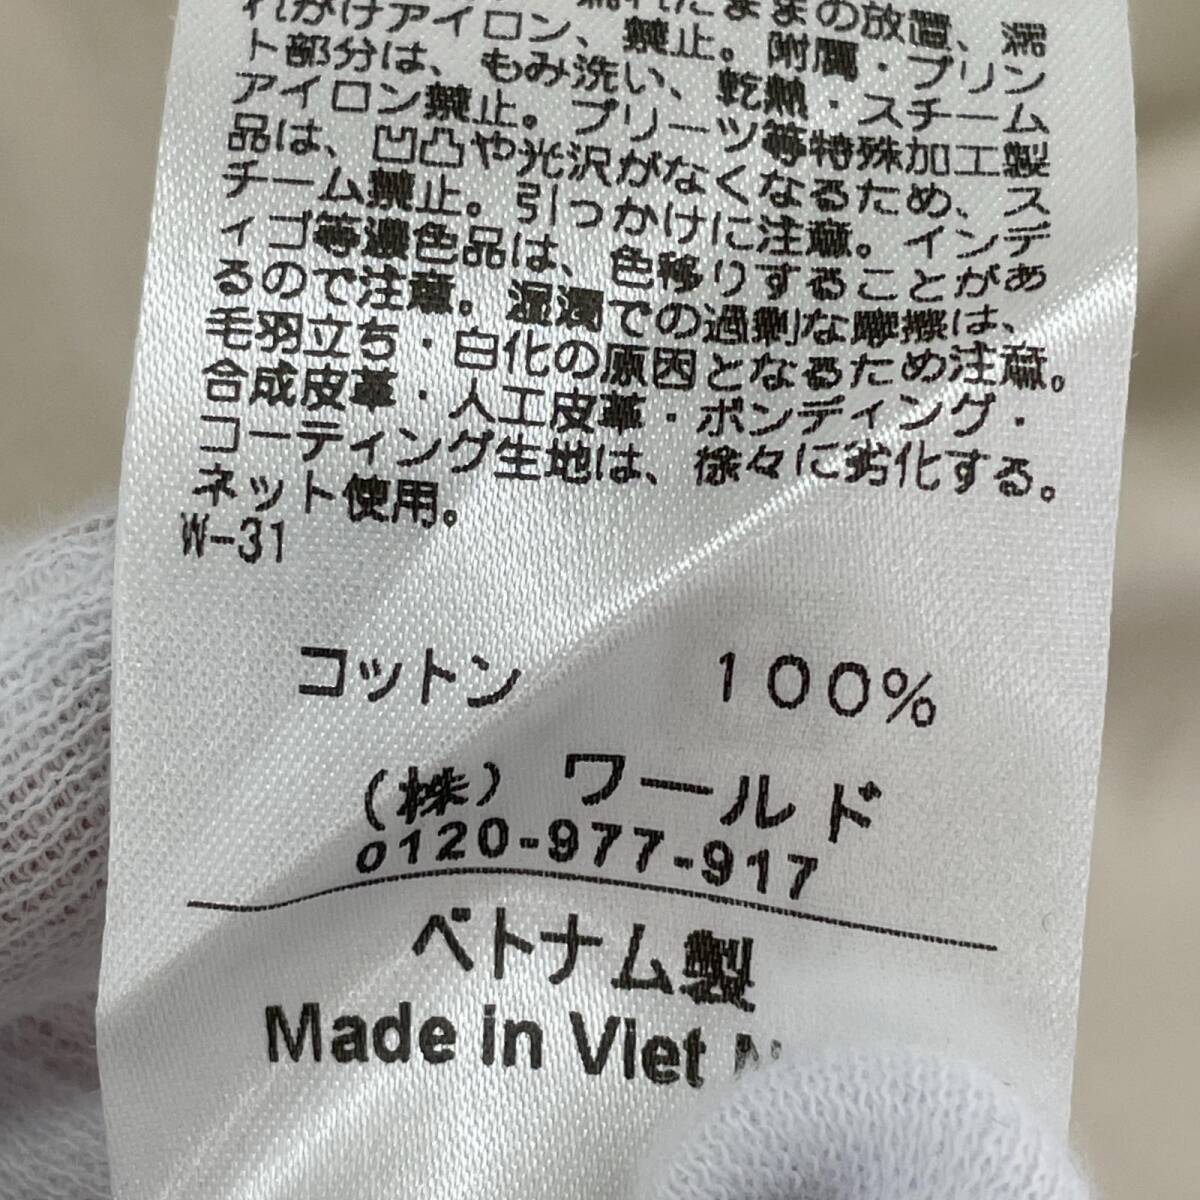 れたままの放置、濡
れがけアイロン、禁止。附属・プリン
ト部分は、もみ洗い、乾熱・スチーム
アイロン禁止。プリーツ等特殊加工製
品は、凹凸や光沢がなくなるため、ス
チーム禁止。引っかけに注意。インデ
ィゴ等濃色品は、色移りすることがあ
るので注意。湿潤での過剰な摩擦は、
毛羽立ち・白化の原因となるため注意。
合成皮革・人工皮革・ボンディング・
コーティング生地は、徐々に劣化する。
ネット使用。
W-31
コットン 100%
(株) ワールド
0120-977-917
ベトナム製
Made in Viet N